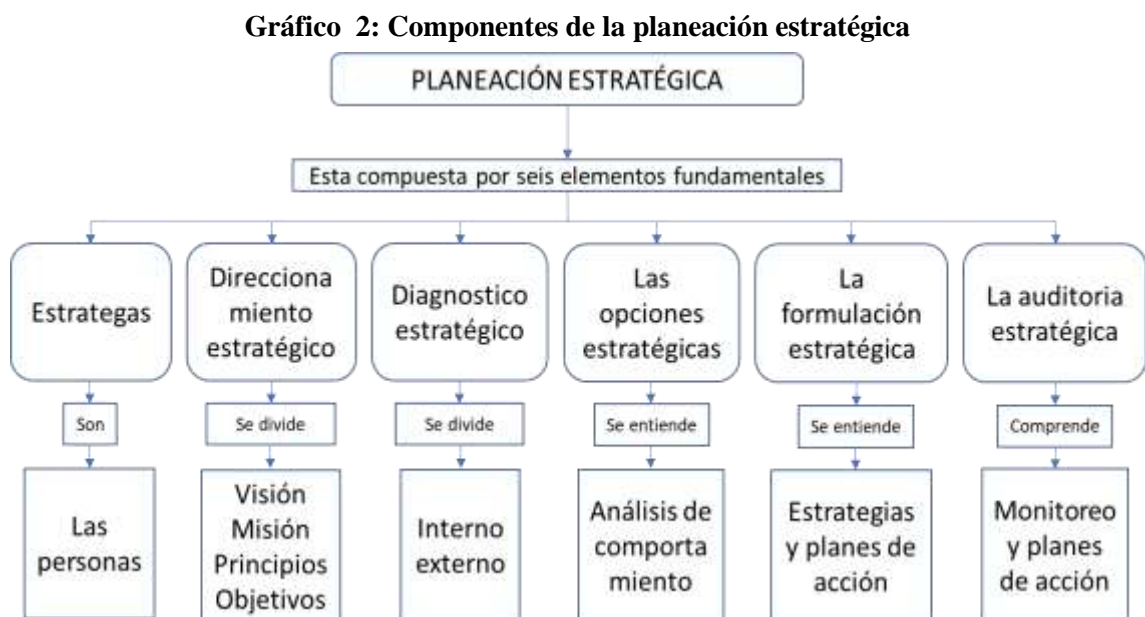 Gráfico 2: Componentes de la planeación estratégica
PLANEACIÓN ESTRATÉGICA
Esta compuesta por seis elementos fundamentales
Estrategas
Direcciona
miento
estratégico
Diagnostico
estratégico
Las
opciones
estratégicas
La
formulación
estratégica
La auditoria
estratégica
Son
Se divide
Se divide
Se entiende
Se entiende
Comprende
Las
personas
Visión
Misión
Principios
Objetivos
Interno
externo
Análisis de
comporta
miento
Estrategias
y planes de
acción
Monitoreo
y planes
de acción